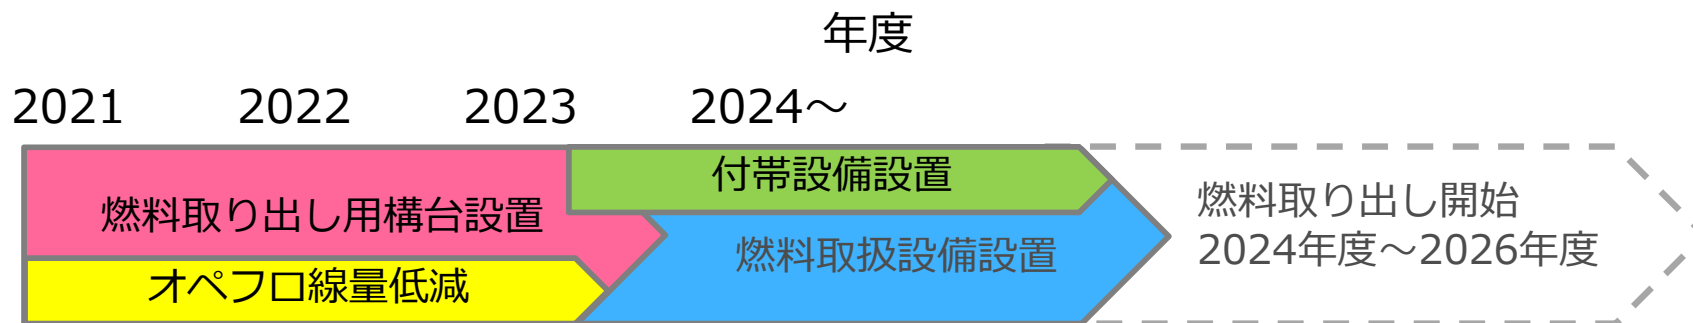 年度
2021 2022 2023 2024～
付帯設備設置
燃料取り出し用構台設置
燃料取扱設備設置
オペフロ線量低減
燃料取り出し開始
2024年度～2026年度